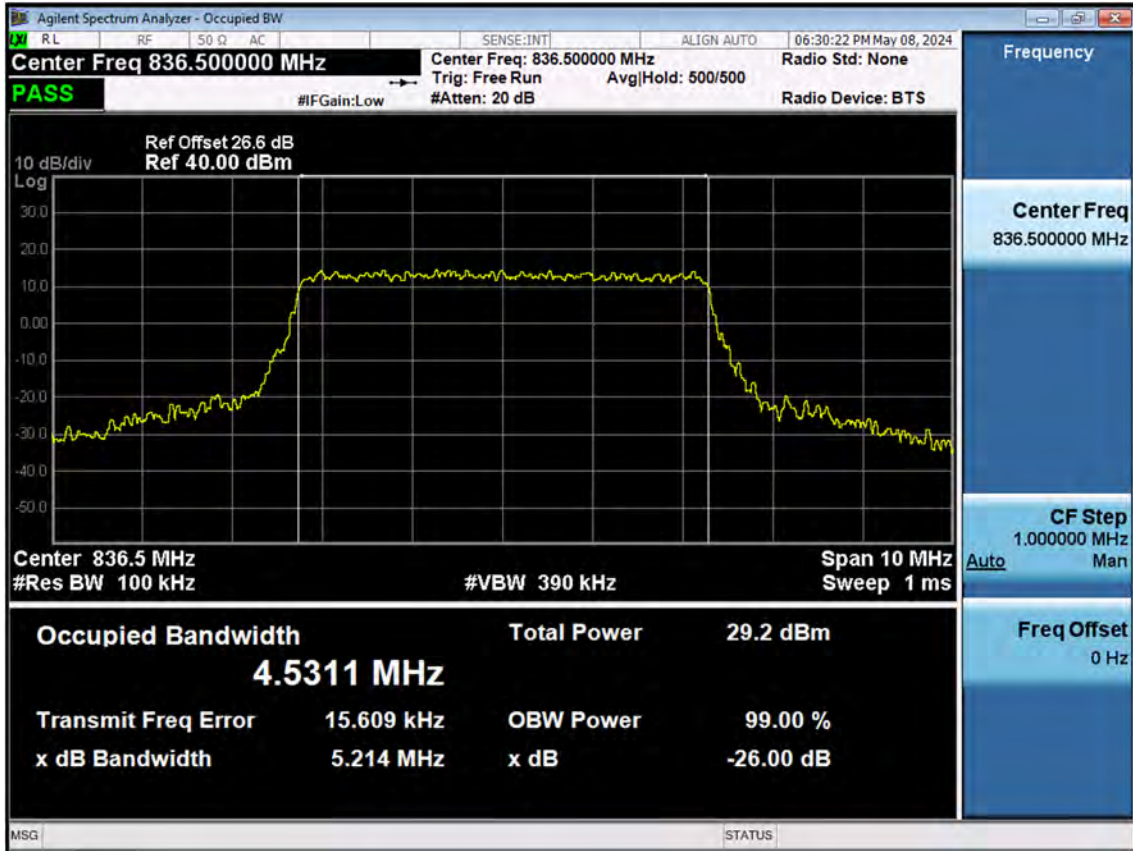 Agilent Spectrum Analyzer - Occupied BW
LXI RL RF 50 Ω AC SENSE:INT ALIGN AUTO 06:30:22 PM May 08, 2024
Center Freq 836.500000 MHz
Center Freq: 836.500000 MHz
Radio Std: None
Trig: Free Run Avg|Hold: 500/500
PASS
#IFGain:Low
#Atten: 20 dB
Radio Device: BTS
Ref Offset 26.6 dB
10 dB/div Ref 40.00 dBm
Log
30.0
20.0
10.0
0.00
-10.0
-20.0
-30.0
-40.0
-50.0
Center 836.5 MHz Span 10 MHz
#Res BW 100 kHz #VBW 390 kHz Sweep 1 ms
Occupied Bandwidth Total Power 29.2 dBm
4.5311 MHz
Transmit Freq Error 15.609 kHz OBW Power 99.00 %
x dB Bandwidth 5.214 MHz x dB -26.00 dB
MSG STATUS
Frequency
Center Freq
836.500000 MHz
CF Step
1.000000 MHz
Auto Man
Freq Offset
0 Hz